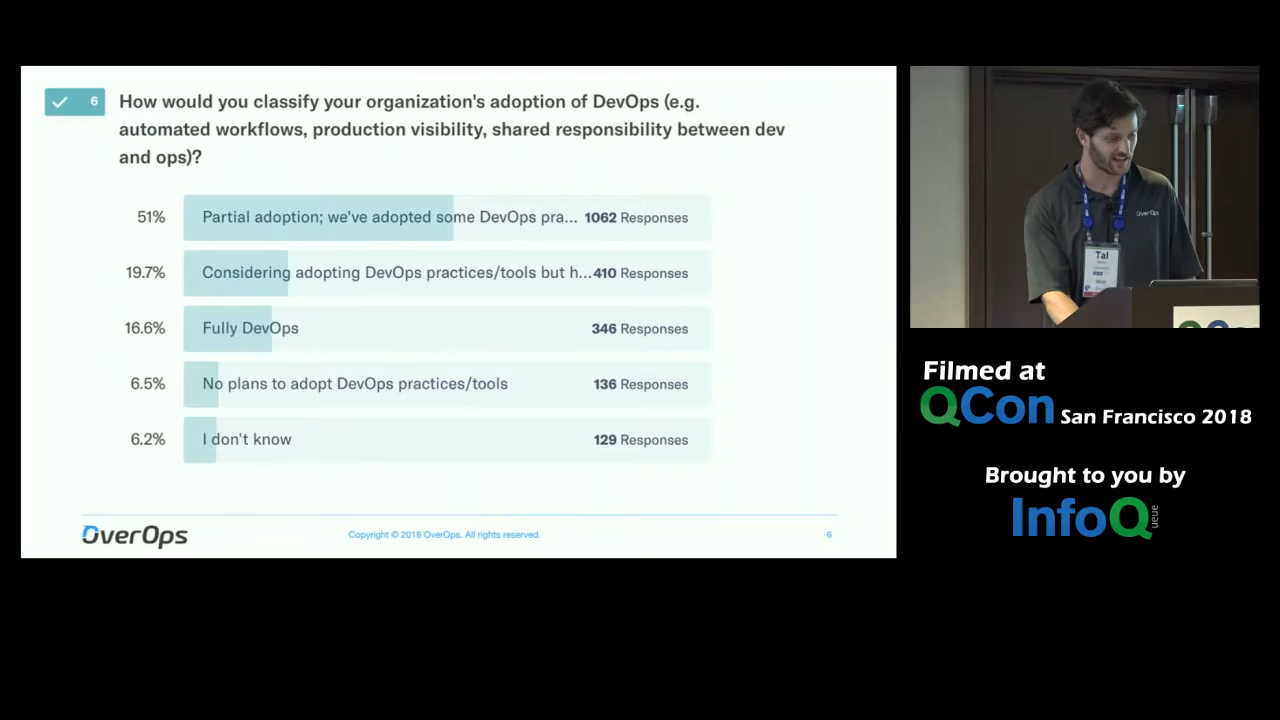 6
How would you classify your organization's adoption of DevOps (e.g.
automated workflows, production visibility, shared responsibility between dev
and ops)?
51% Partial adoption; we've adopted some DevOps pra... 1062 Responses
19.7% Considering adopting DevOps practices/tools but h... 410 Responses
16.6% Fully DevOps 346 Responses
6.5% No plans to adopt DevOps practices/tools 136 Responses
6.2% I don't know 129 Responses
OverOps
Copyright © 2018 OverOps. All rights reserved.
6
OverOps
Tal
Filmed at
QCon San Francisco 2018
Brought to you by
InfoQ
queue